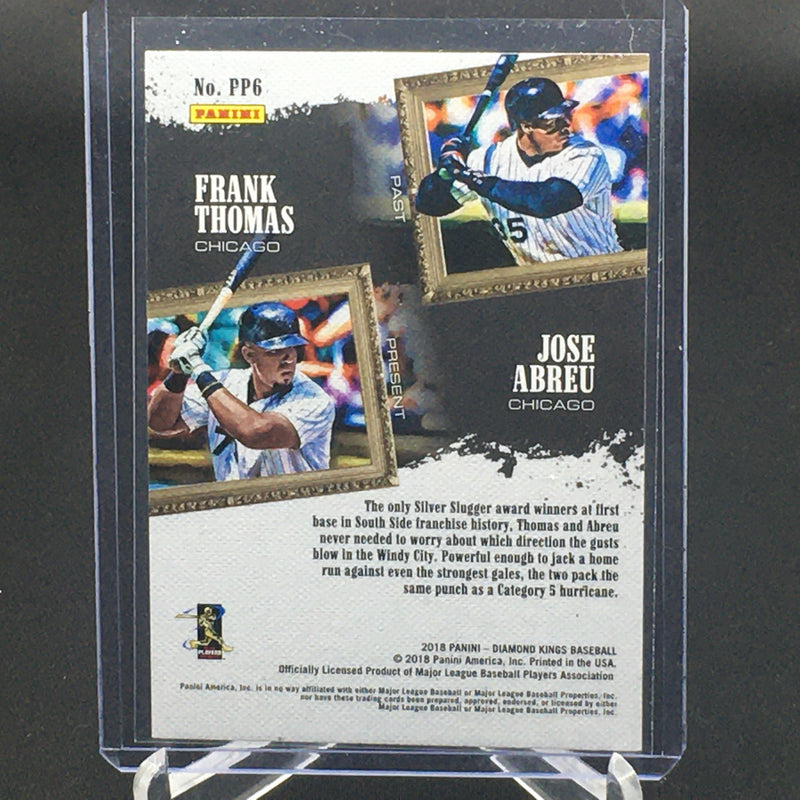 No. PP6
PANINI
FRANK
THOMAS
CHICAGO
PAST
35
PRESENT
JOSE
ABREU
CHICAGO
7
The only Silver Slugger award winners at first
base in South Side franchise history, Thomas and Abreu
never needed to worry about which direction the gusts
blow in the Windy City. Powerful enough to jack a home
run against even the strongest gales, the two pack the
same punch as a Category 5 hurricane.
PLAYERS
2018 PANINI – DIAMOND KINGS BASEBALL
© 2018 Panini America, Inc. Printed in the USA.
Officially Licensed Product of Major League Baseball Players Association
Panini America, Inc. is in no way affiliated with either Major League Baseball or Major League Baseball Properties, Inc.
nor have these trading cards been prepared, approved, endorsed, or licensed by either
Major League Baseball or Major League Baseball Properties, Inc.